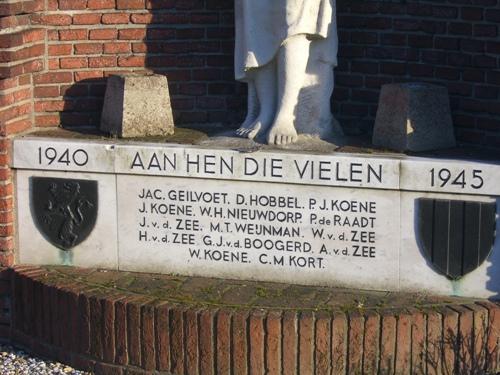 1940 AAN HEN DIE VIELEN 1945
JAC. GEILVOET. D. HOBBEL. P. J. KOENE
J. KOENE. W. H. NIEUWDORP. P. de RAADT
J. v. d. ZEE. M. T. WEIJNMAN. W. v. d. ZEE
H. v. d. ZEE. G. J. v. d. BOOGERD. A. v. d. ZEE
W. KOENE. C. M KORT.